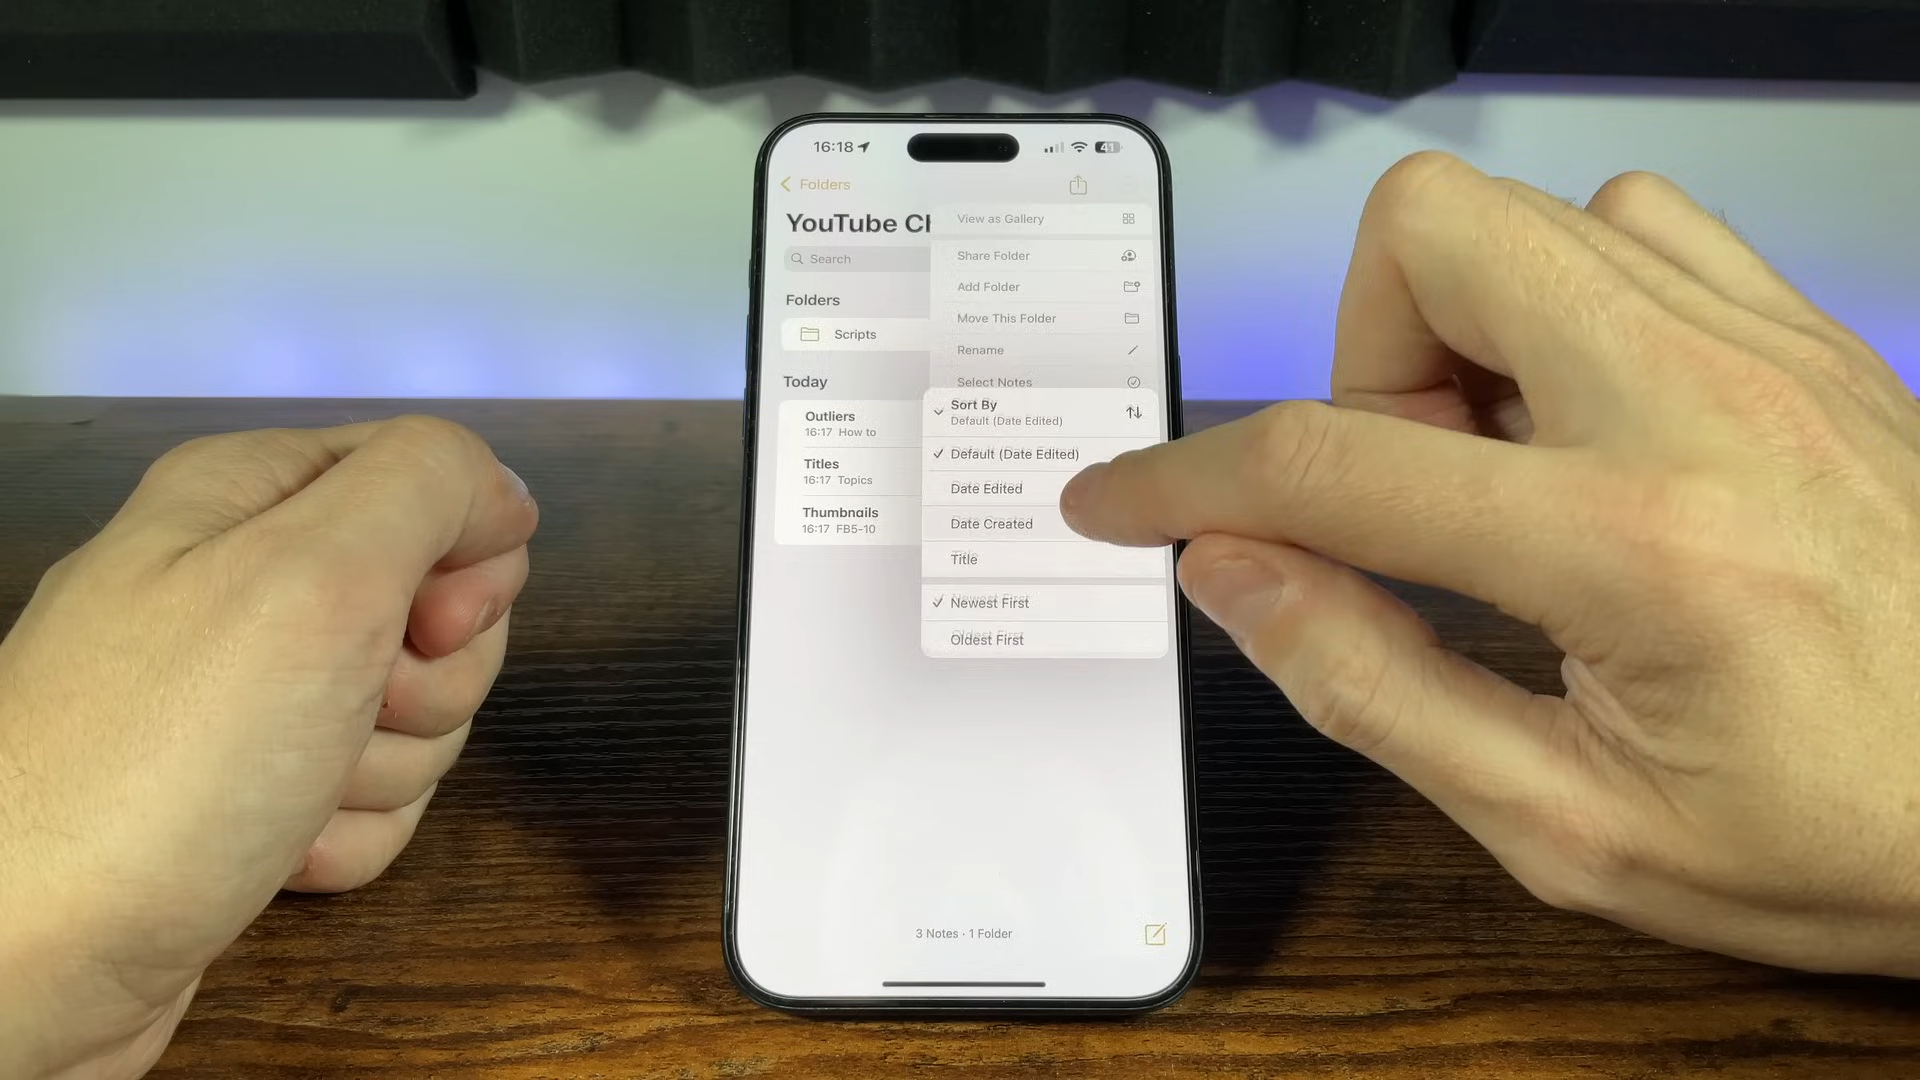 16:18
41
Folders
YouTube Cl
View as Gallery
Search
Share Folder
Add Folder
Folders
Move This Folder
Scripts
Rename
Today
Select Notes
Outliers
16:17 How to
Sort By
Default (Date Edited)
Default (Date Edited)
Titles
16:17 Topics
Date Edited
Thumbnails
16:17 FB5-10
Date Created
Title
Newest First
Oldest First
3 Notes · 1 Folder